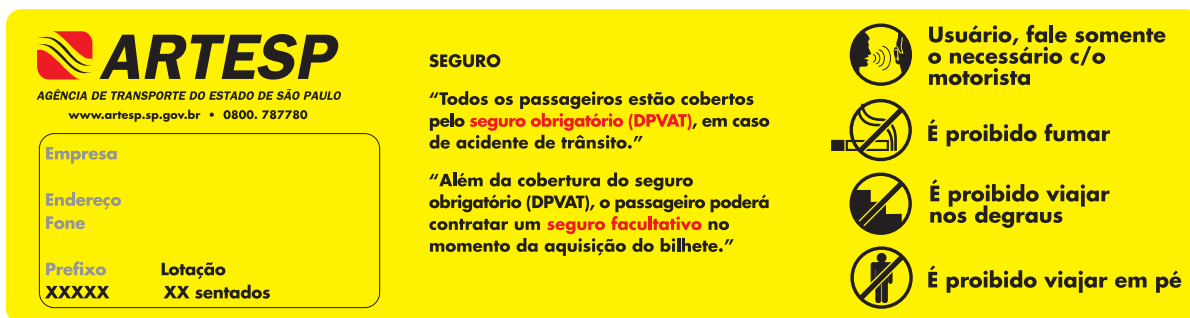 ARTESP
AGÊNCIA DE TRANSPORTE DO ESTADO DE SÃO PAULO
www.artesp.sp.gov.br • 0800. 787780
Empresa
Endereço
Fone
Prefixo Lotação
XXXXX XX sentados
SEGURO
“Todos os passageiros estão cobertos
pelo seguro obrigatório (DPVAT), em caso
de acidente de trânsito.”
“Além da cobertura do seguro
obrigatório (DPVAT), o passageiro poderá
contratar um seguro facultativo no
momento da aquisição do bilhete.”
Usuário, fale somente
o necessário c/o
motorista
É proibido fumar
É proibido viajar
nos degraus
É proibido viajar em pé